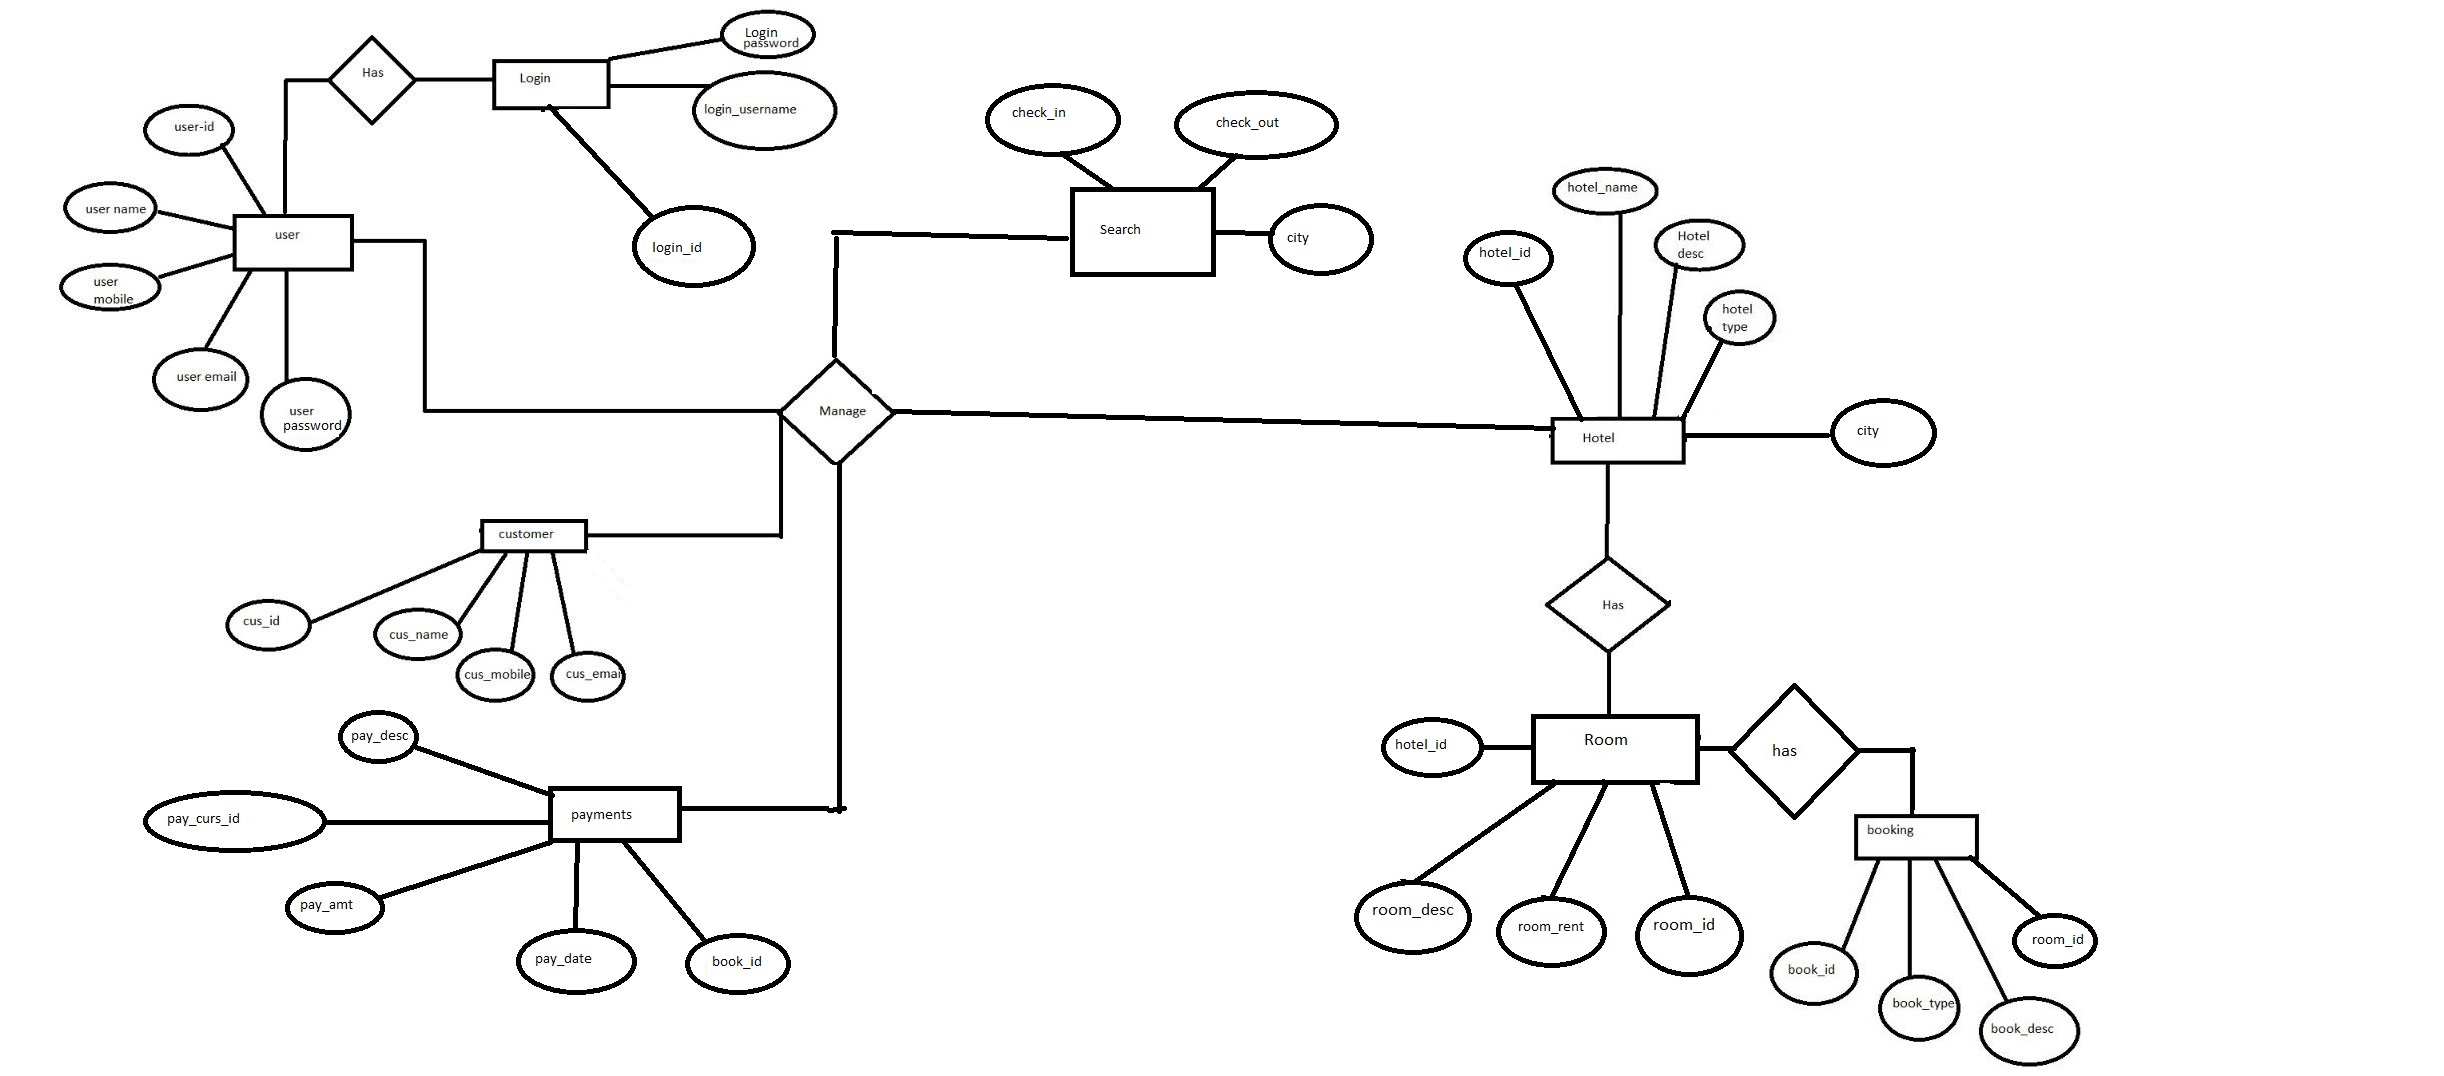 Login
password
Has
Login
login_username
check_in
check_out
user-id
hotel_name
user name
Search
city
user
login_id
Hotel
desc
hotel_id
user
mobile
hotel
type
user email
Manage
user
password
Hotel
city
customer
Has
cus_id
cus_name
cus_mobile
cus_emai
pay_desc
hotel_id
Room
has
pay_curs_id
payments
booking
pay_amt
room_desc
room_rent
room_id
room_id
pay_date
book_id
book_id
book_type
book_desc